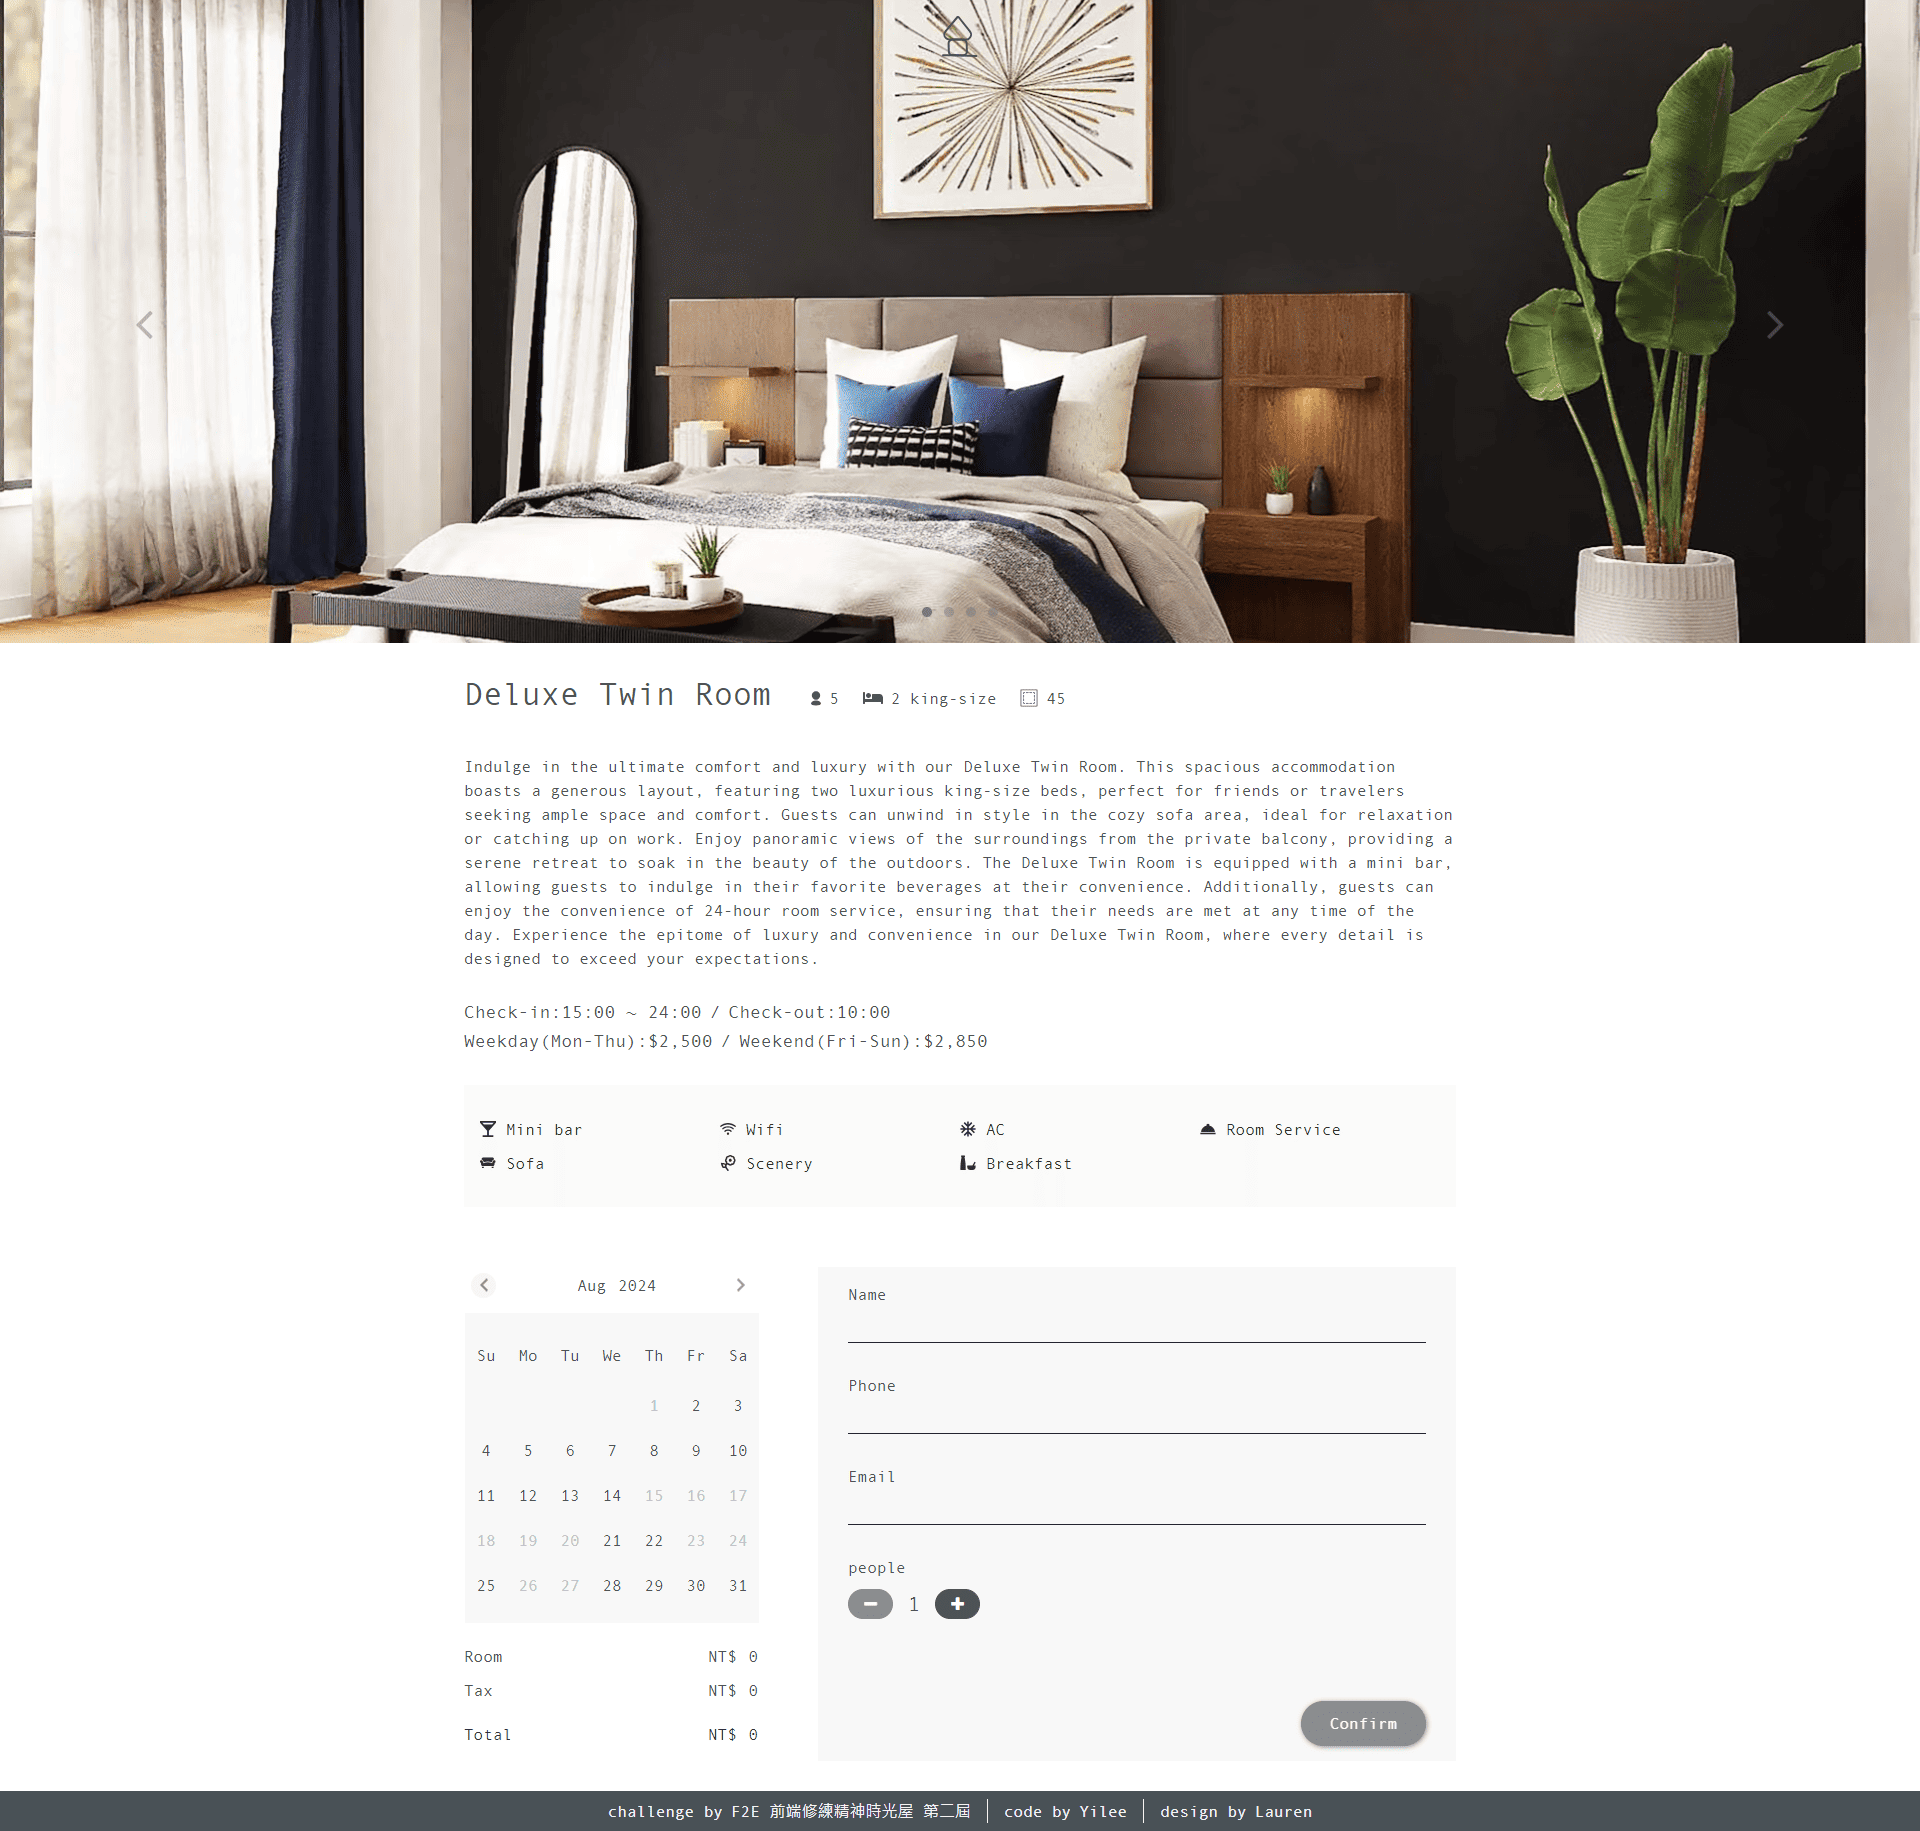 Deluxe Twin Room 5 2 king-size 45
Indulge in the ultimate comfort and luxury with our Deluxe Twin Room. This spacious accommodation
boasts a generous layout, featuring two luxurious king-size beds, perfect for friends or travelers
seeking ample space and comfort. Guests can unwind in style in the cozy sofa area, ideal for relaxation
or catching up on work. Enjoy panoramic views of the surroundings from the private balcony, providing a
serene retreat to soak in the beauty of the outdoors. The Deluxe Twin Room is equipped with a mini bar,
allowing guests to indulge in their favorite beverages at their convenience. Additionally, guests can
enjoy the convenience of 24-hour room service, ensuring that their needs are met at any time of the
day. Experience the epitome of luxury and convenience in our Deluxe Twin Room, where every detail is
designed to exceed your expectations.
Check-in:15:00 ~ 24:00 / Check-out:10:00
Weekday(Mon-Thu):$2,500 / Weekend(Fri-Sun):$2,850
Mini bar Wifi AC Room Service
Sofa Scenery Breakfast
Aug 2024
Su Mo Tu We Th Fr Sa
1 2 3
4 5 6 7 8 9 10
11 12 13 14 15 16 17
18 19 20 21 22 23 24
25 26 27 28 29 30 31
Room NT$ 0
Tax NT$ 0
Total NT$ 0
Name
Phone
Email
people
1
Confirm
challenge by F2E 前端修練精神時光屋 第二屆 code by Yilee design by Lauren